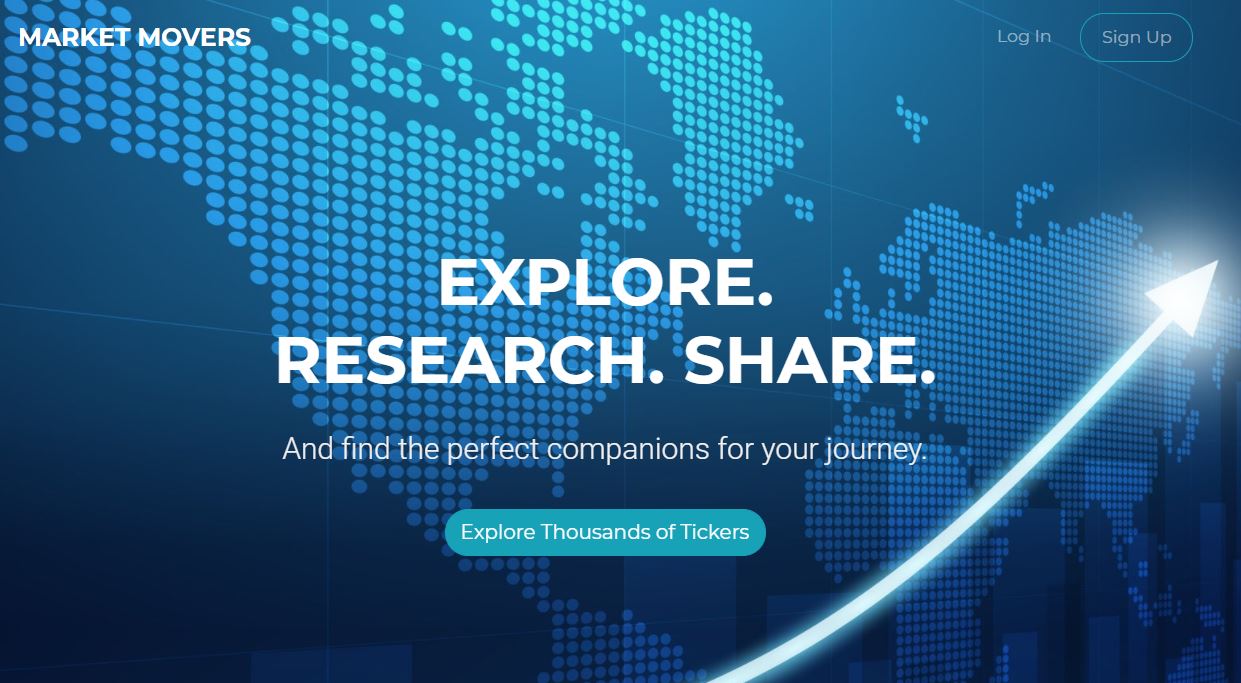 MARKET MOVERS
Log In
Sign Up
EXPLORE.
RESEARCH. SHARE.
And find the perfect companions for your journey.
Explore Thousands of Tickers